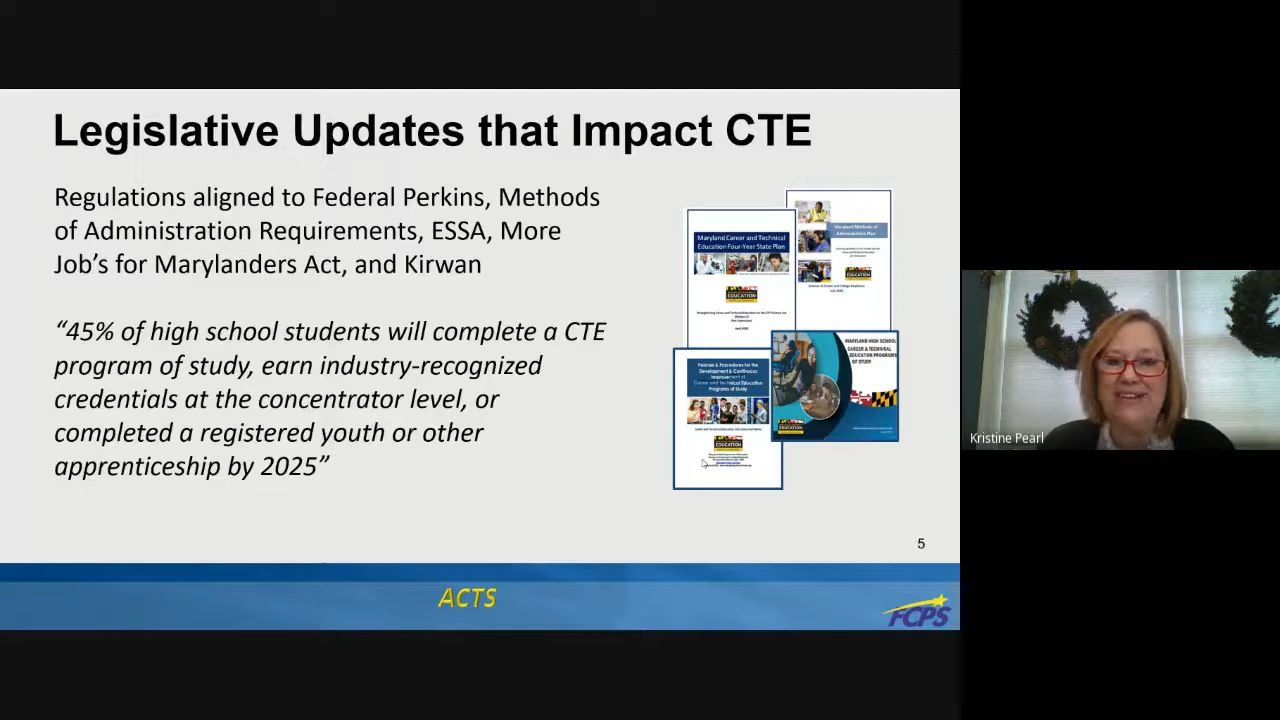 Legislative Updates that Impact CTE
Regulations aligned to Federal Perkins, Methods
of Administration Requirements, ESSA, More
Job's for Marylanders Act, and Kirwan
“45% of high school students will complete a CTE
program of study, earn industry-recognized
credentials at the concentrator level, or
completed a registered youth or other
apprenticeship by 2025”
Maryland Career and Technical
Education Four-Year State Plan
EDUCATION
April 2020
Maryland Methods of
Administration Plan
EDUCATION
Policies & Procedures for the
Development & Continuous
Improvement of
Career and Technical Education
Programs of Study
EDUCATION
MARYLAND HIGH SCHOOL
CAREER & TECHNICAL
EDUCATION PROGRAMS
OF STUDY
EDUCATION
5
ACTS
FCPS
Kristine Pearl